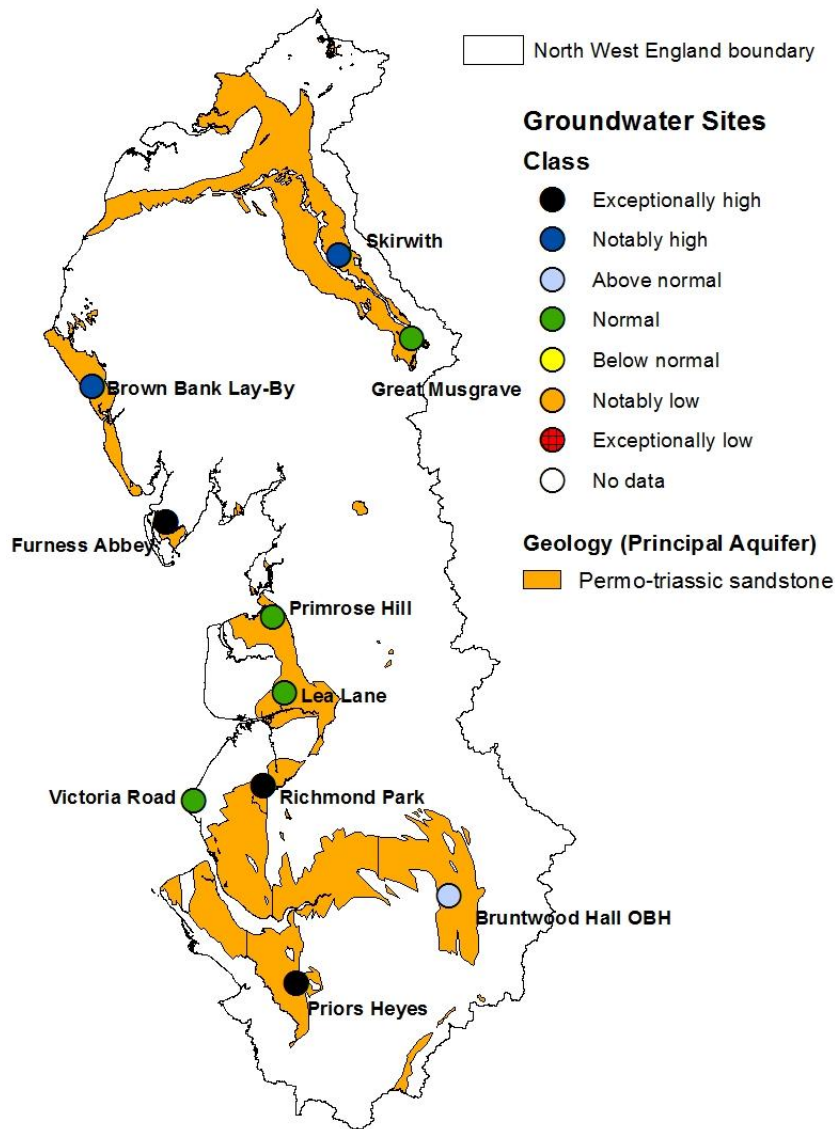 North West England boundary
Groundwater Sites
Class
Exceptionally high
Notably high
Above normal
Normal
Below normal
Notably low
Exceptionally low
No data
Geology (Principal Aquifer)
Permo-triassic sandstone
Skirwith
Great Musgrave
Brown Bank Lay-By
Furness Abbey
Primrose Hill
Lea Lane
Victoria Road
Richmond Park
Bruntwood Hall OBH
Priors Heyes